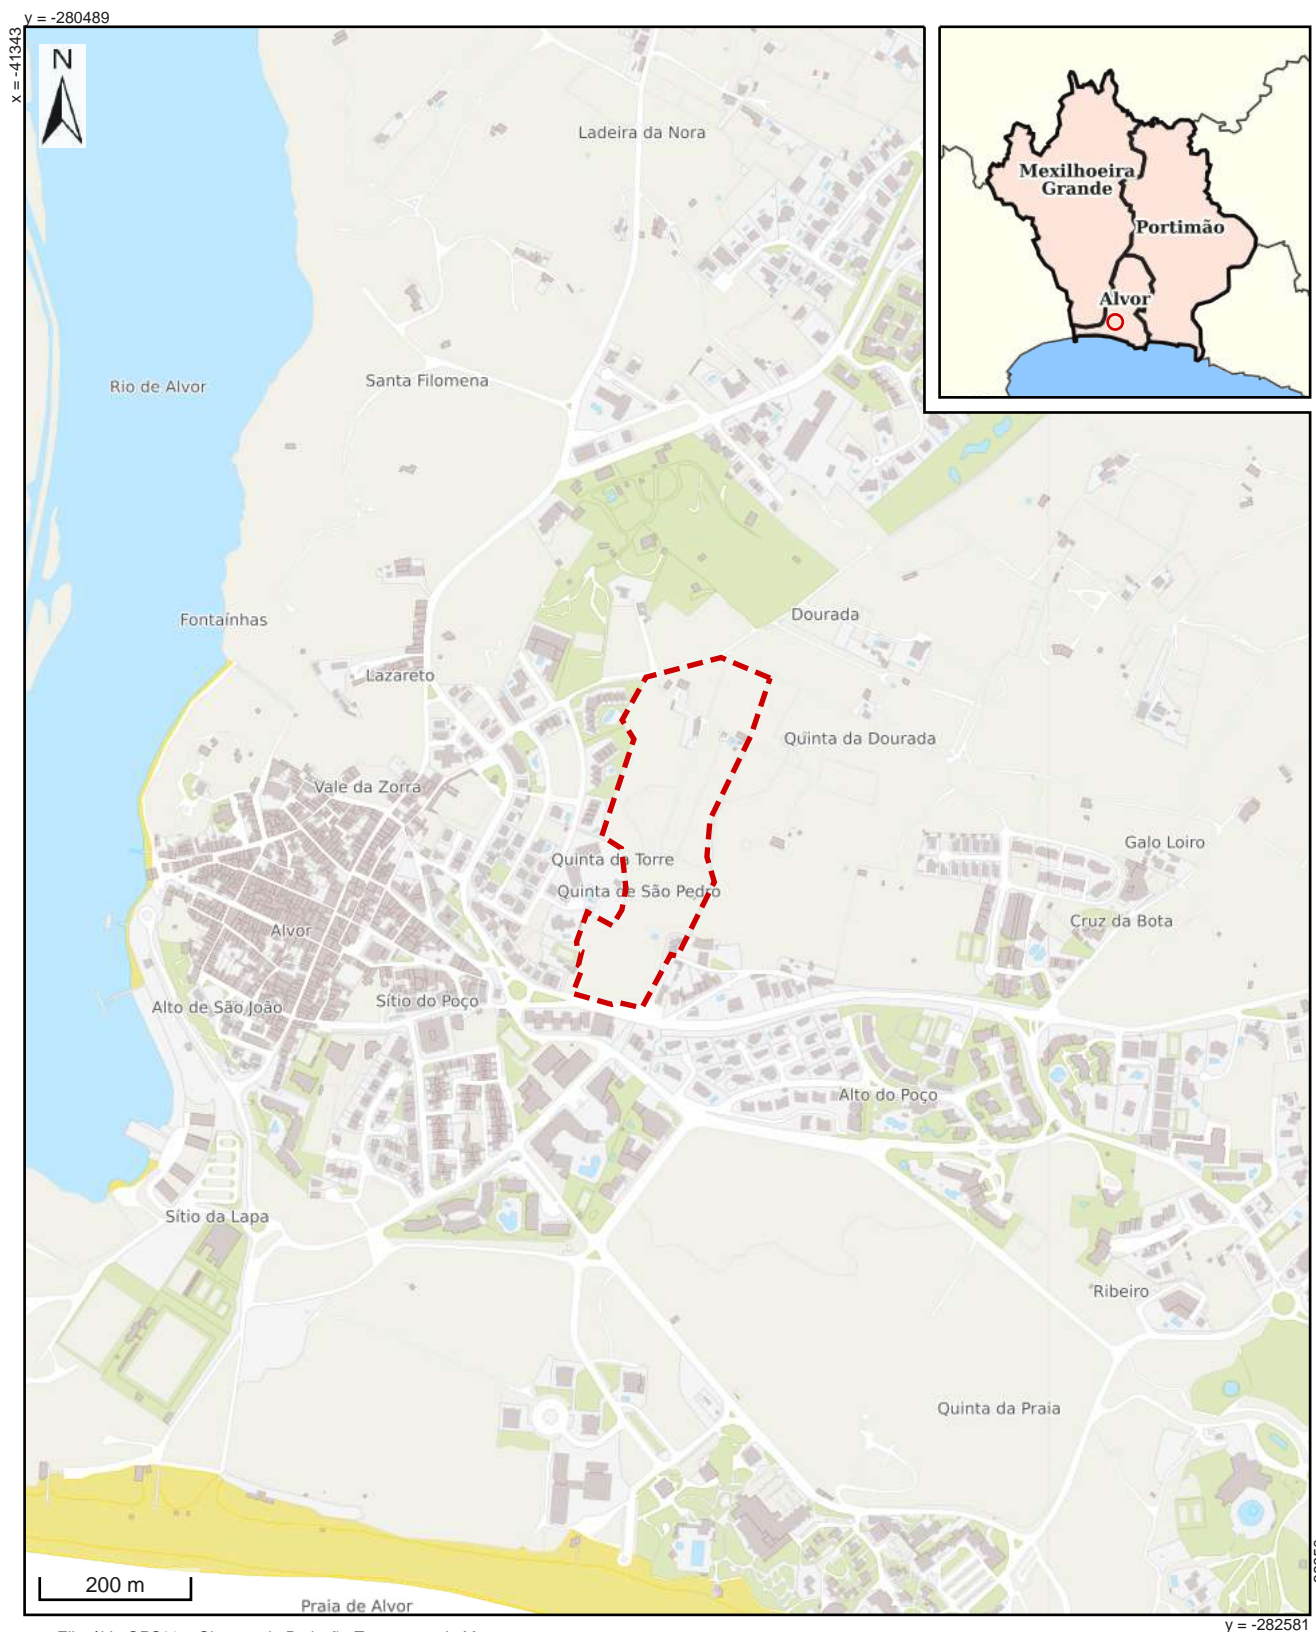 y = -280489
x = -41343
N
Ladeira da Nora
Mexilhoeira
Grande
Portimão
Alvor
Rio de Alvor
Santa Filomena
Fontaínhas
Dourada
Lazareto
Quinta da Dourada
Vale da Zorra
Galo Loiro
Quinta da Torre
Quinta de São Pedro
Cruz da Bota
Alvor
Alto de São João
Sítio do Poço
Alto do Poço
Sítio da Lapa
Ribeiro
Quinta da Praia
200 m
Praia de Alvor
y = -282581